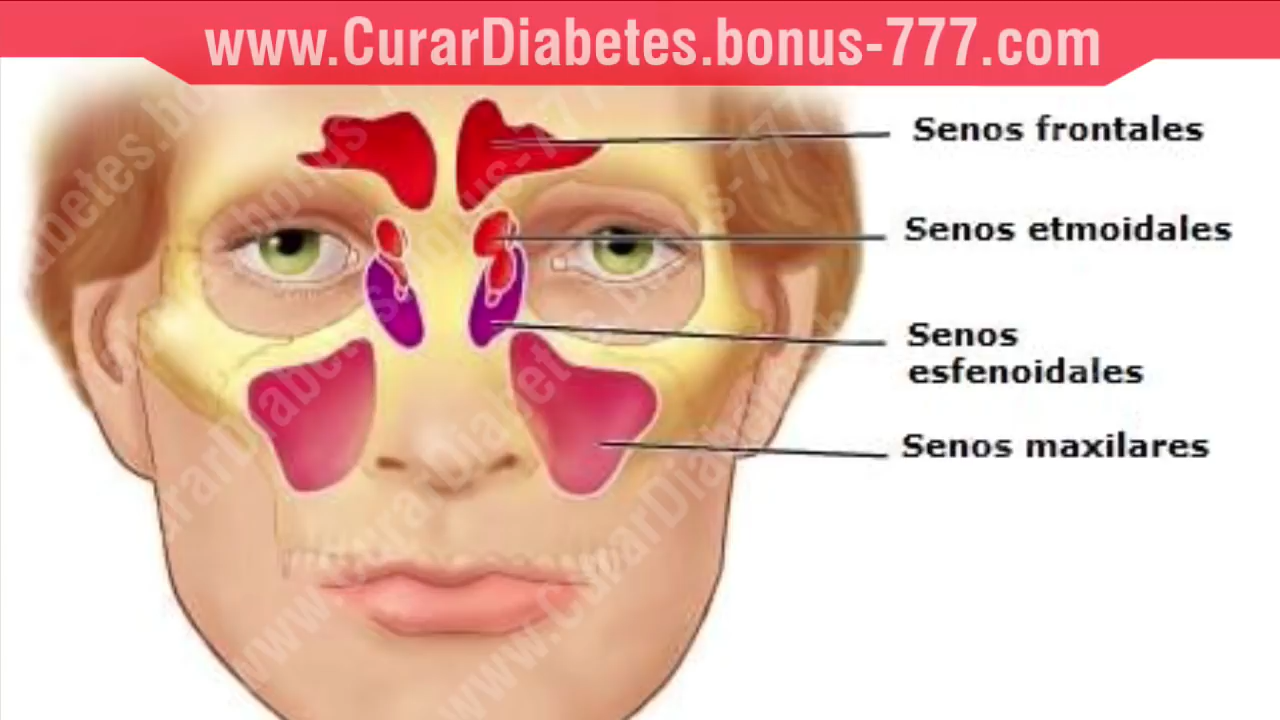 www.CurarDiabetes.bonus-777.com
Senos frontales
Senos etmoidales
Senos
esfenoidales
Senos maxilares